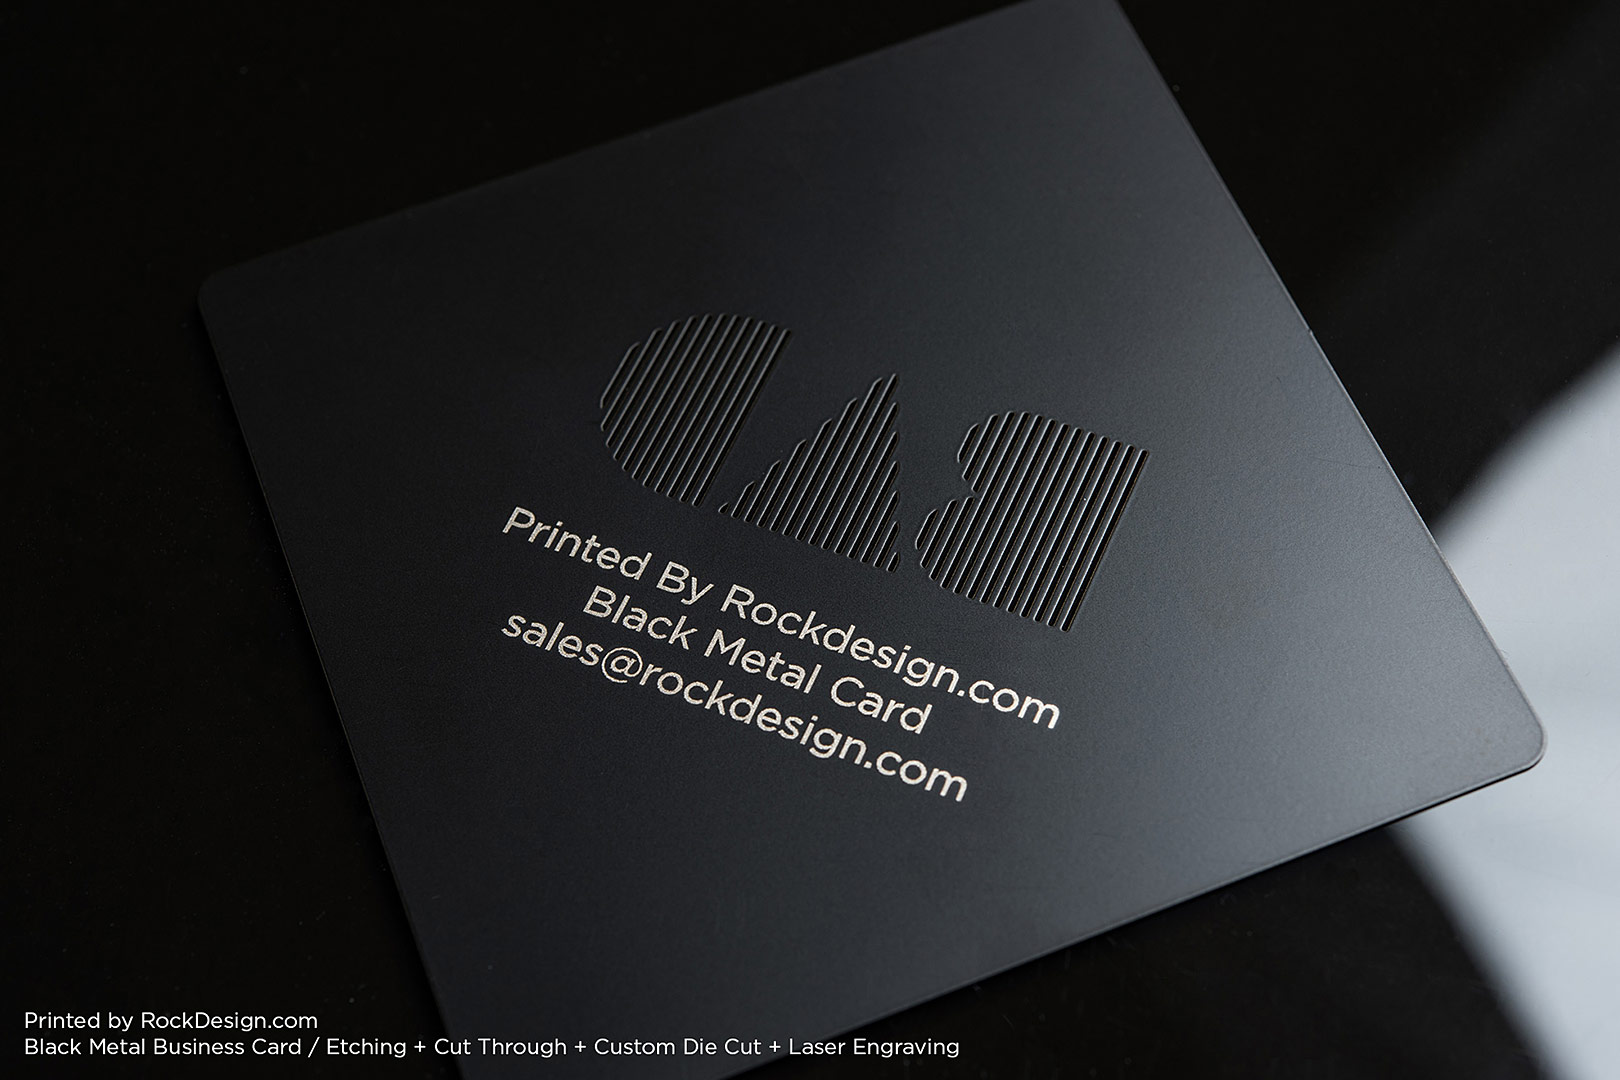 Printed By Rockdesign.com
Black Metal Card
sales@rockdesign.com
Printed by RockDesign.com
Black Metal Business Card / Etching + Cut Through + Custom Die Cut + Laser Engraving